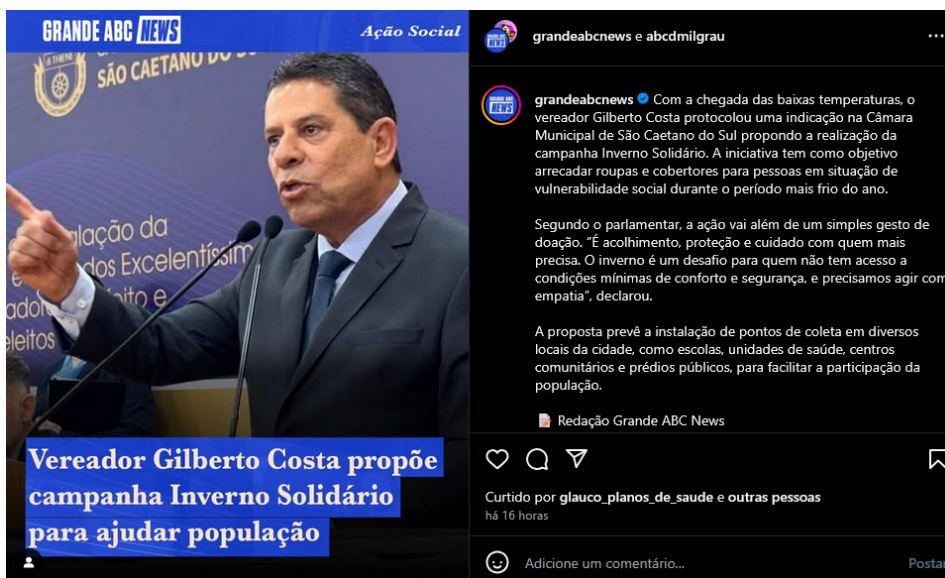 GRANDE ABC NEWS
Ação Social
SÃO CAETANO DO SUL
alação da
dos Excelentíssim
eito e
eleitos
Vereador Gilberto Costa propõe
campanha Inverno Solidário
para ajudar população
grandeabcnews e abcdmilgrau
grandeabcnews Com a chegada das baixas temperaturas, o
vereador Gilberto Costa protocolou uma indicação na Câmara
Municipal de São Caetano do Sul propondo a realização da
campanha Inverno Solidário. A iniciativa tem como objetivo
arrecadar roupas e cobertores para pessoas em situação de
vulnerabilidade social durante o período mais frio do ano.
Segundo o parlamentar, a ação vai além de um simples gesto de
doação. “É acolhimento, proteção e cuidado com quem mais
precisa. O inverno é um desafio para quem não tem acesso a
condições mínimas de conforto e segurança, e precisamos agir com
empatia”, declarou.
A proposta prevê a instalação de pontos de coleta em diversos
locais da cidade, como escolas, unidades de saúde, centros
comunitários e prédios públicos, para facilitar a participação da
população.
Redação Grande ABC News
Curtido por glauco_planos_de_saude e outras pessoas
há 16 horas
Adicione um comentário...
Postar